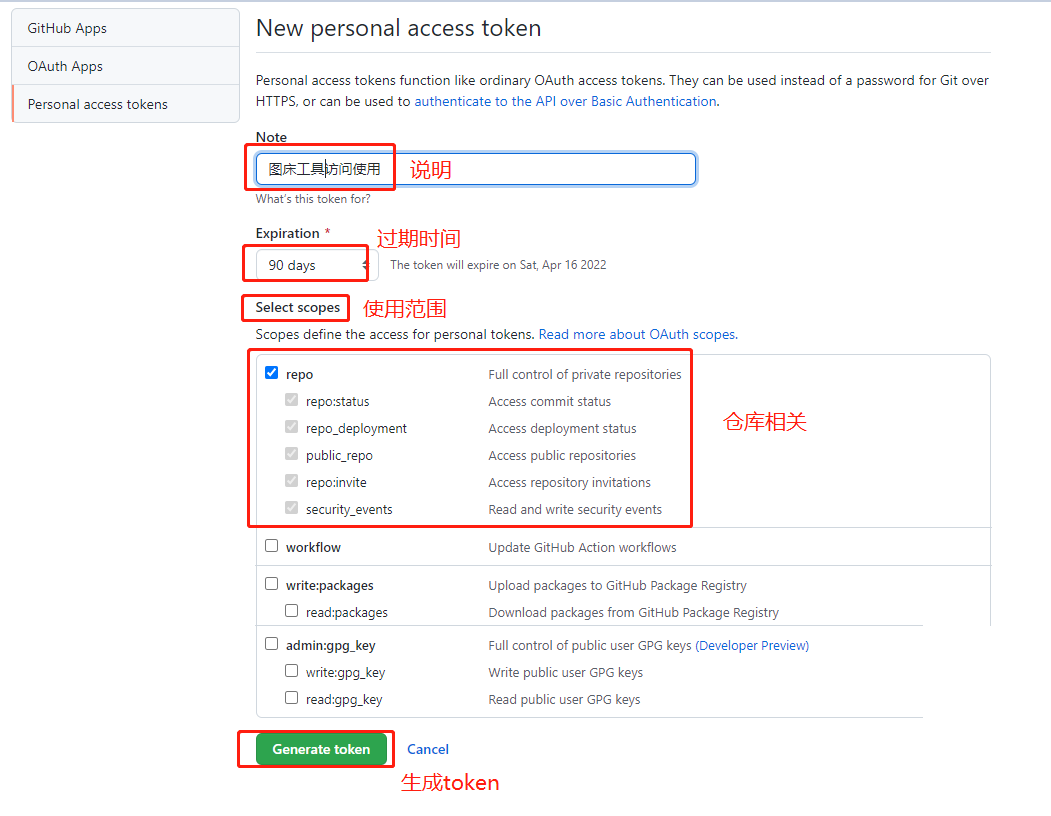 GitHub Apps
OAuth Apps
Personal access tokens
New personal access token
Personal access tokens function like ordinary OAuth access tokens. They can be used instead of a password for Git over
HTTPS, or can be used to authenticate to the API over Basic Authentication.
Note
图床工具访问使用 说明
What's this token for?
Expiration * 过期时间
90 days The token will expire on Sat, Apr 16 2022
Select scopes 使用范围
Scopes define the access for personal tokens. Read more about OAuth scopes.
repo Full control of private repositories
repo:status Access commit status
repo_deployment Access deployment status
仓库相关
public_repo Access public repositories
repo:invite Access repository invitations
security_events Read and write security events
workflow Update GitHub Action workflows
write:packages Upload packages to GitHub Package Registry
read:packages Download packages from GitHub Package Registry
admin:gpg_key Full control of public user GPG keys (Developer Preview)
write:gpg_key Write public user GPG keys
read:gpg_key Read public user GPG keys
Generate token Cancel
生成token